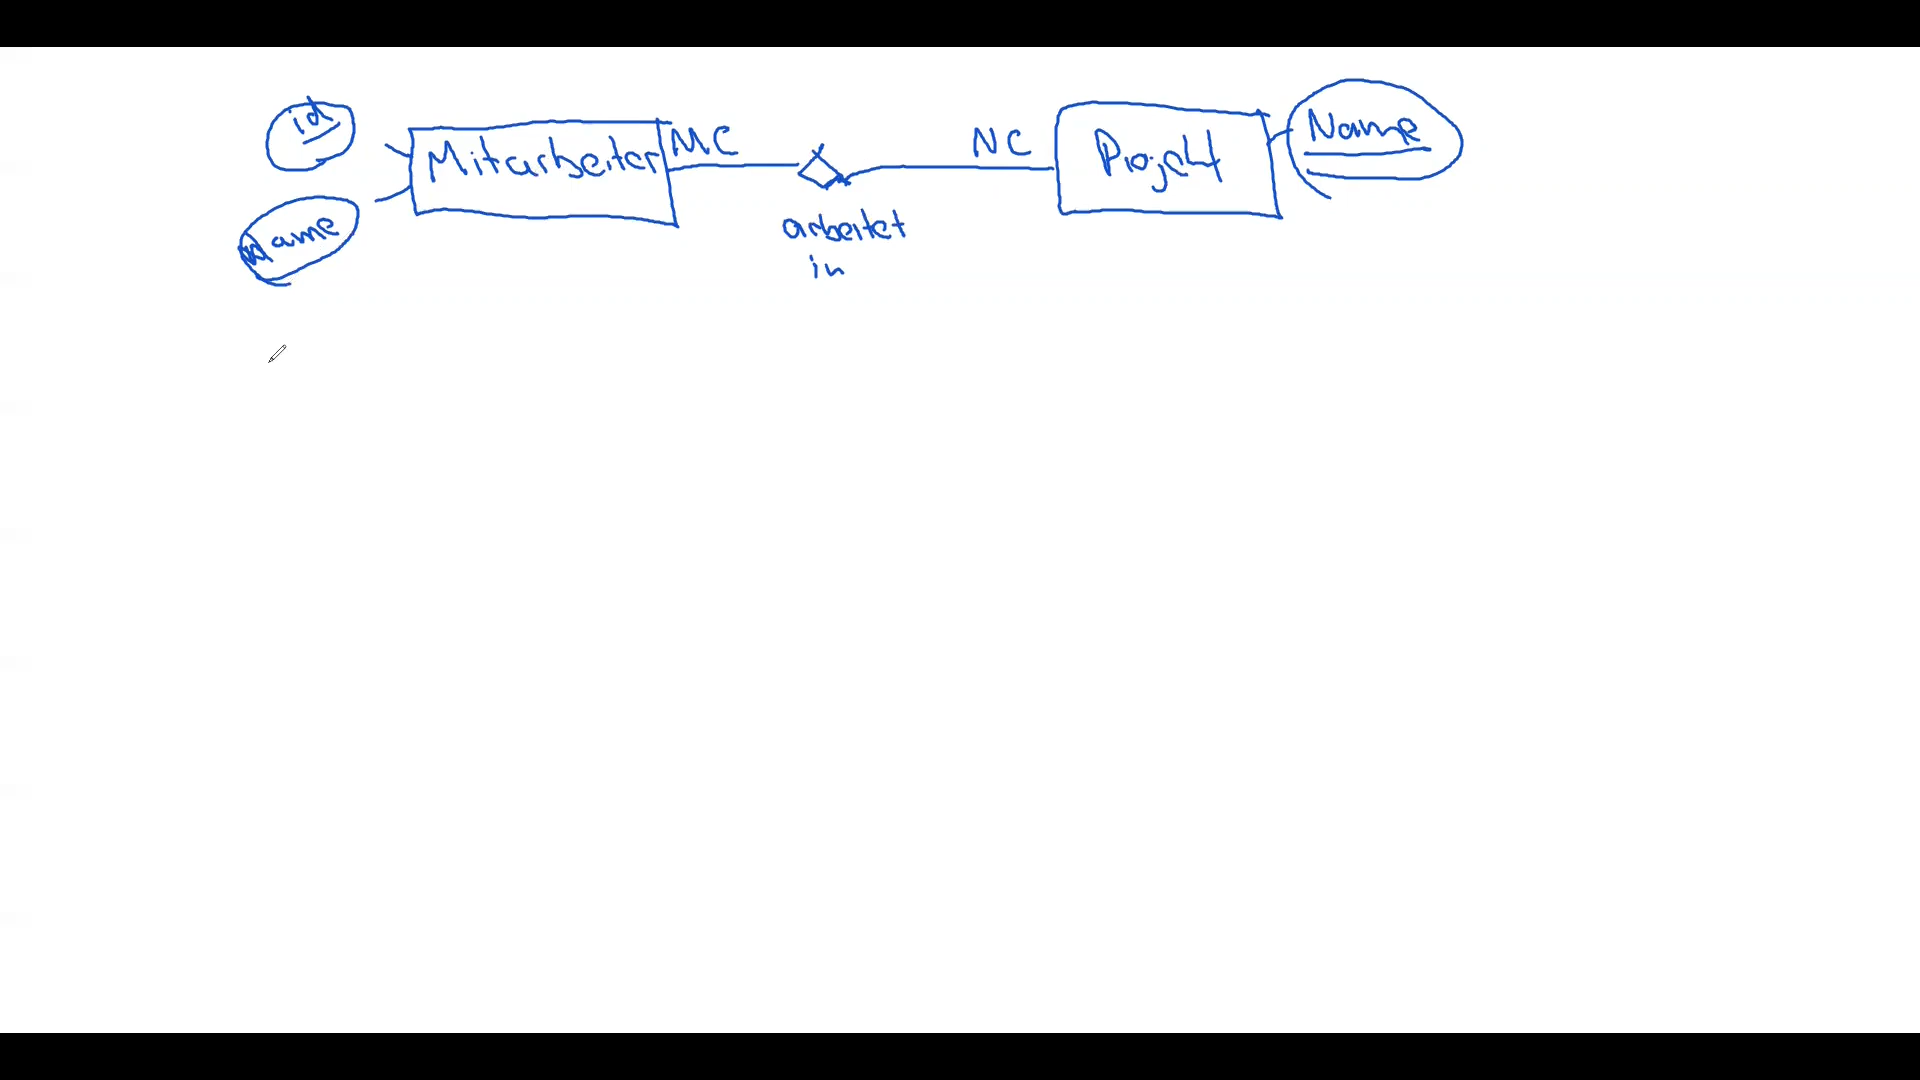 id
Mitarbeiter
MC
NC
Projekt
Name
name
arbeitet
in